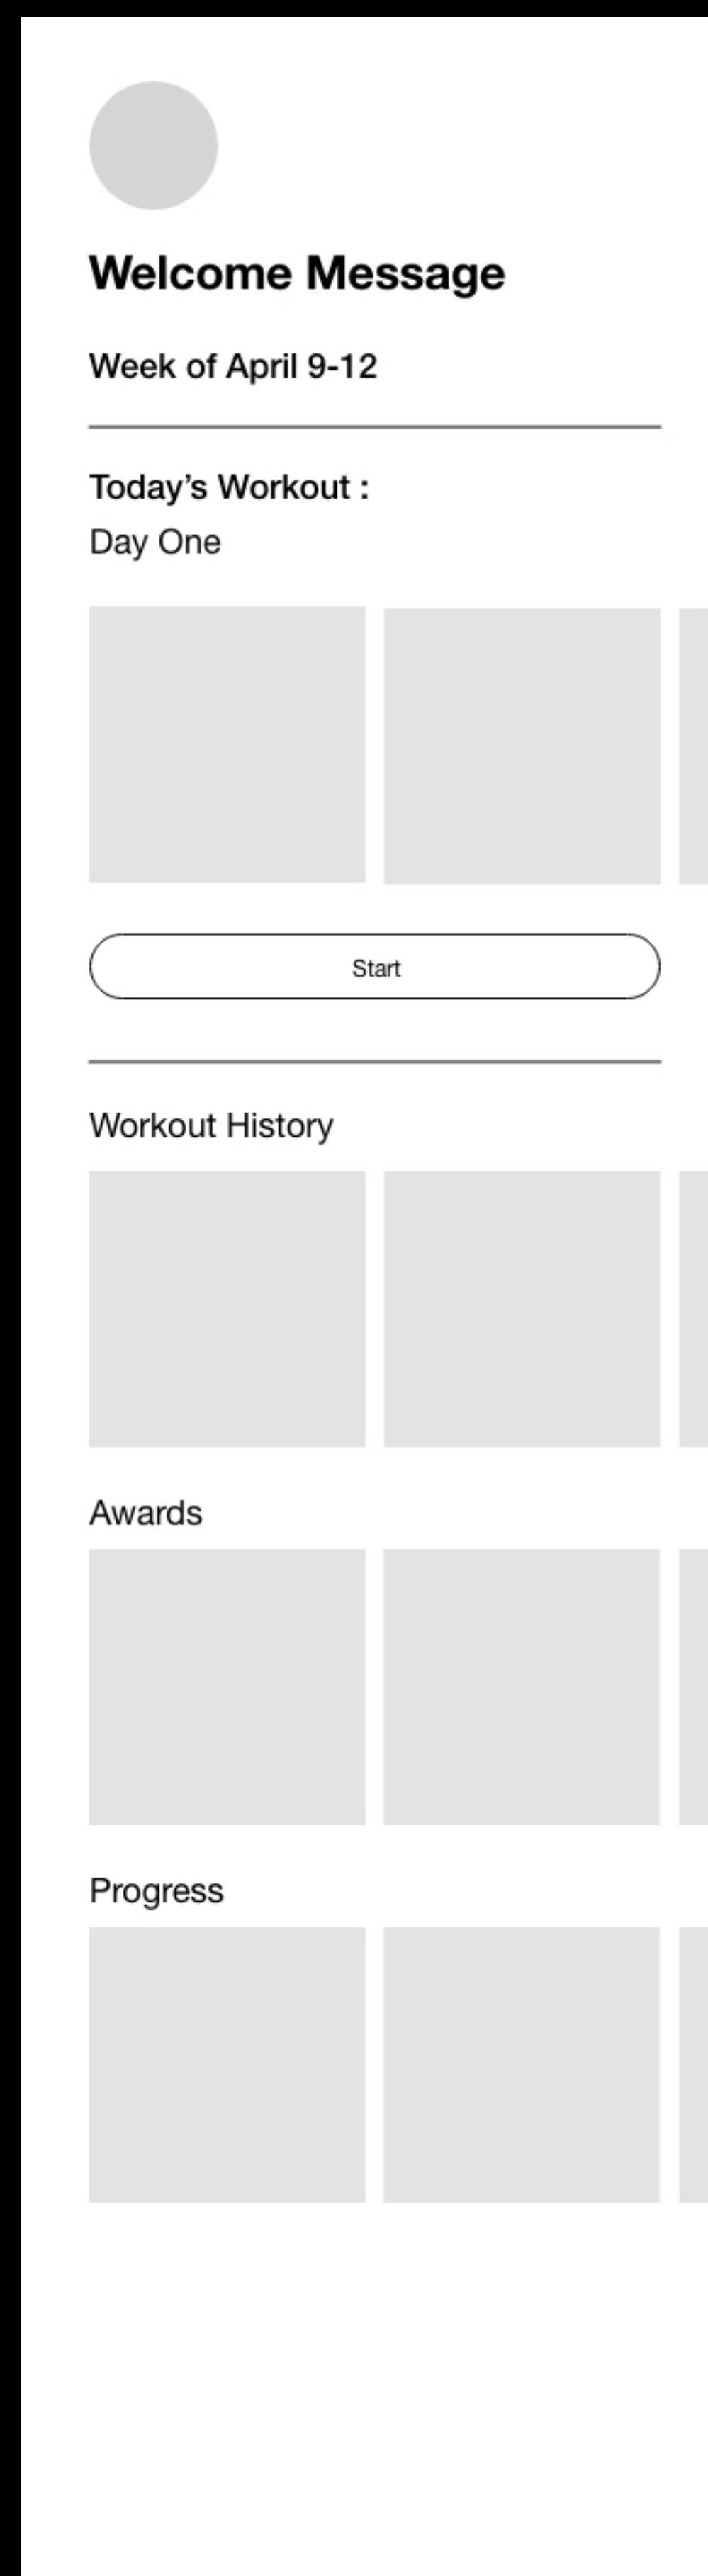 Welcome Message
Week of April 9-12
Today’s Workout :
Day One
Start
Workout History
Awards
Progress